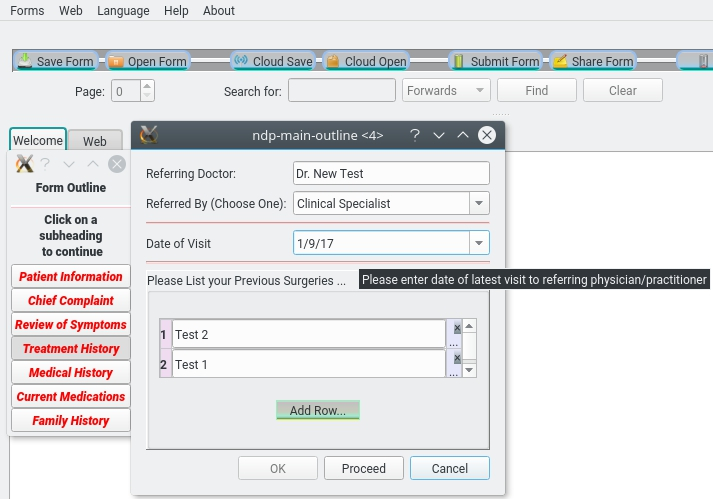 Forms Web Language Help About
Save Form Open Form Cloud Save Cloud Open Submit Form Share Form
Page: 0 Search for: Forwards Find Clear
Welcome Web
ndp-main-outline <4>
Form Outline
Click on a
subheading
to continue
Patient Information
Chief Complaint
Review of Symptoms
Treatment History
Medical History
Current Medications
Family History
Referring Doctor: Dr. New Test
Referred By (Choose One): Clinical Specialist
Date of Visit 1/9/17
Please enter date of latest visit to referring physician/practitioner
Please List your Previous Surgeries ...
1 Test 2 x ...
2 Test 1 x ...
Add Row...
OK Proceed Cancel